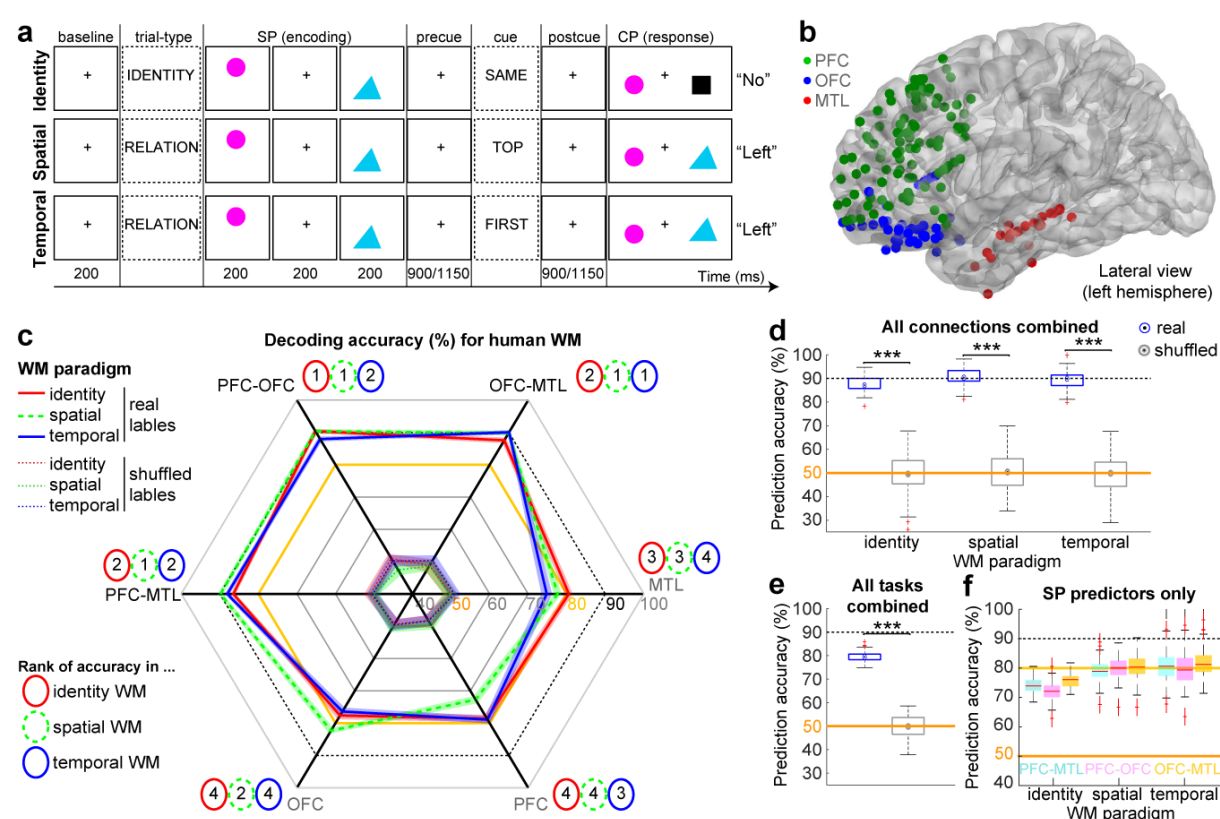 a
baseline trial-type SP (encoding) precue cue postcue CP (response)
Identity + IDENTITY + + SAME + + “No”
Spatial + RELATION + + TOP + + “Left”
Temporal + RELATION + + FIRST + + “Left”
200 200 200 200 900/1150 900/1150 Time (ms)
b
PFC
OFC
MTL
Lateral view
(left hemisphere)
c
Decoding accuracy (%) for human WM
WM paradigm
identity
spatial
temporal
real
lables
identity
spatial
temporal
shuffled
lables
PFC-OFC 1 1 2
OFC-MTL 2 1 1
PFC-MTL 2 1 2
MTL 3 3 4
40 50 60 70 80 90 100
OFC 4 2 4
PFC 4 4 3
Rank of accuracy in ...
identity WM
spatial WM
temporal WM
d
All connections combined
real
shuffled
*** *** ***
Prediction accuracy (%)
100
90
80
70
60
50
40
30
identity spatial temporal
WM paradigm
e
All tasks
combined
***
Prediction accuracy (%)
90
80
70
60
50
40
30
f
SP predictors only
Prediction accuracy (%)
100
90
80
70
60
50
40
PFC-MTL PFC-OFC OFC-MTL
identity spatial temporal
WM paradigm